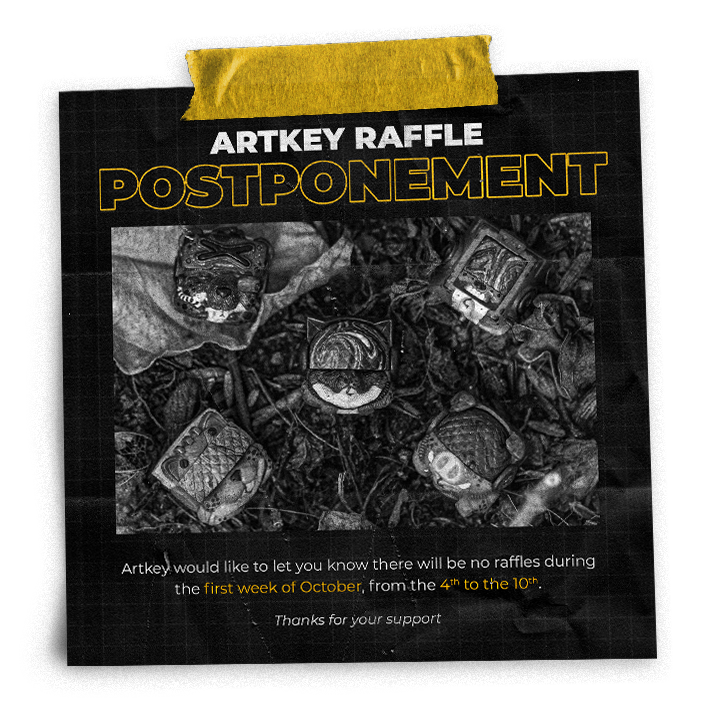 ARTKEY RAFFLE
POSTPONEMENT
Artkey would like to let you know there will be no raffles during
the first week of October, from the 4th to the 10th.
Thanks for your support